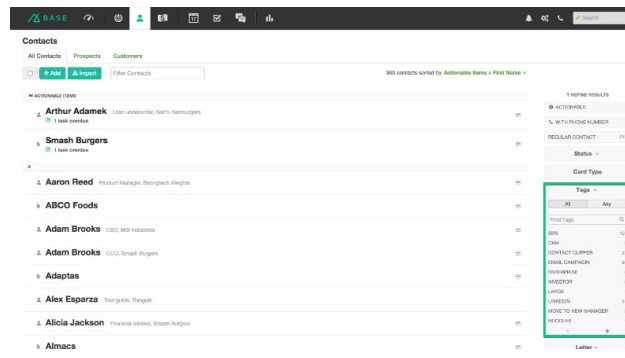 BASE
17
Search
Contacts
All Contacts Prospects Customers
+ Add Import Filter Contacts
365 contacts sorted by Actionable Items + First Name
ACTIONABLE ITEMS
Arthur Adamek Loan underwriter, Gert's Hamburgers
1 task overdue
Smash Burgers
1 task overdue
A
Aaron Reed Product Manager, Strongtech Weights
ABCO Foods
Adam Brooks CEO, MSI Industries
Adam Brooks CCO, Smash Burgers
Adaptas
Alex Esparza Tour guide, Tianguis
Alicia Jackson Financial Advisor, Smash Burgers
Almacs
REFINE RESULTS
ACTIONABLE
WITH PHONE NUMBER
REGULAR CONTACT
Status
Card Type
Tags
All Any
Find Tags
CMA
CONTACT CLIPPER
EMAIL CAMPAIGN
ENTERPRISE
INVESTOR
LARGE
LINKEDIN
MOVE TO NEW MANAGER
NOODLES
Letter